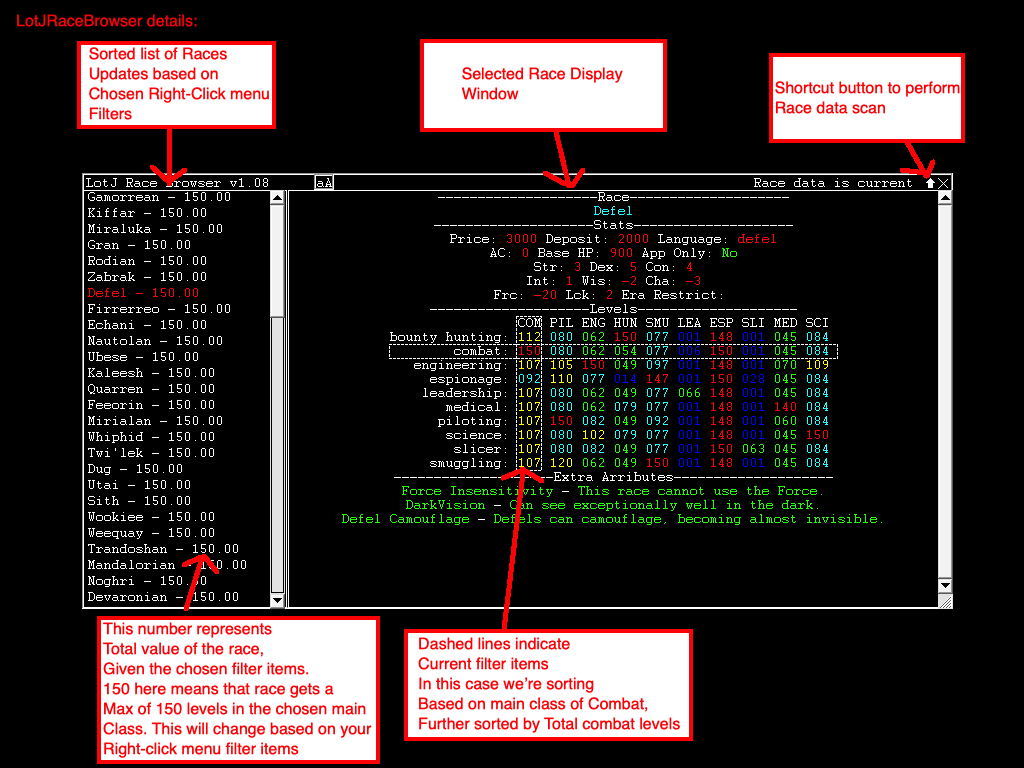 LotJRaceBrowser details:
Sorted list of Races
Updates based on
Chosen Right-Click menu
Filters
Selected Race Display
Window
Shortcut button to perform
Race data scan
LotJ Race Browser v1.08
aA
Race data is current
Gamorrean - 150.00
Kiffar - 150.00
Miraluka - 150.00
Gran - 150.00
Rodian - 150.00
Zabrak - 150.00
Defel - 150.00
Firrerreo - 150.00
Echani - 150.00
Nautolan - 150.00
Ubese - 150.00
Kaleesh - 150.00
Quarren - 150.00
Feeorin - 150.00
Mirialan - 150.00
Whiphid - 150.00
Twi'lek - 150.00
Dug - 150.00
Utai - 150.00
Sith - 150.00
Wookiee - 150.00
Weequay - 150.00
Trandoshan - 150.00
Mandalorian - 150.00
Noghri - 150.00
Devaronian - 150.00
--------------------Race--------------------
Defel
--------------------Stats--------------------
Price: 3000 Deposit: 2000 Language: defel
AC: 0 Base HP: 900 App Only: No
Str: 3 Dex: 5 Con: 4
Int: 1 Wis: -2 Cha: -3
Frc: -20 Lck: 2 Era Restrict:
--------------------Levels--------------------
COM PIL ENG HUN SMU LEA ESP SLI MED SCI
bounty hunting: 112 080 062 150 077 001 148 001 045 084
combat: 150 080 062 054 077 008 150 001 045 084
engineering: 107 105 150 049 097 001 148 001 070 109
espionage: 092 110 077 014 147 001 150 028 045 084
leadership: 107 080 062 049 077 066 150 001 045 084
medical: 107 080 062 079 077 001 148 001 140 084
piloting: 107 150 082 049 092 001 148 001 060 084
science: 107 080 102 079 077 001 148 001 045 150
slicer: 107 080 082 049 077 001 150 063 045 084
smuggling: 107 120 062 049 150 001 148 001 045 084
--------------------Extra Arributes--------------------
Force Insensitivity - This race cannot use the Force.
DarkVision - Can see exceptionally well in the dark.
Defel Camouflage - Defels can camouflage, becoming almost invisible.
This number represents
Total value of the race,
Given the chosen filter items.
150 here means that race gets a
Max of 150 levels in the chosen main
Class. This will change based on your
Right-click menu filter items
Dashed lines indicate
Current filter items
In this case we're sorting
Based on main class of Combat,
Further sorted by Total combat levels